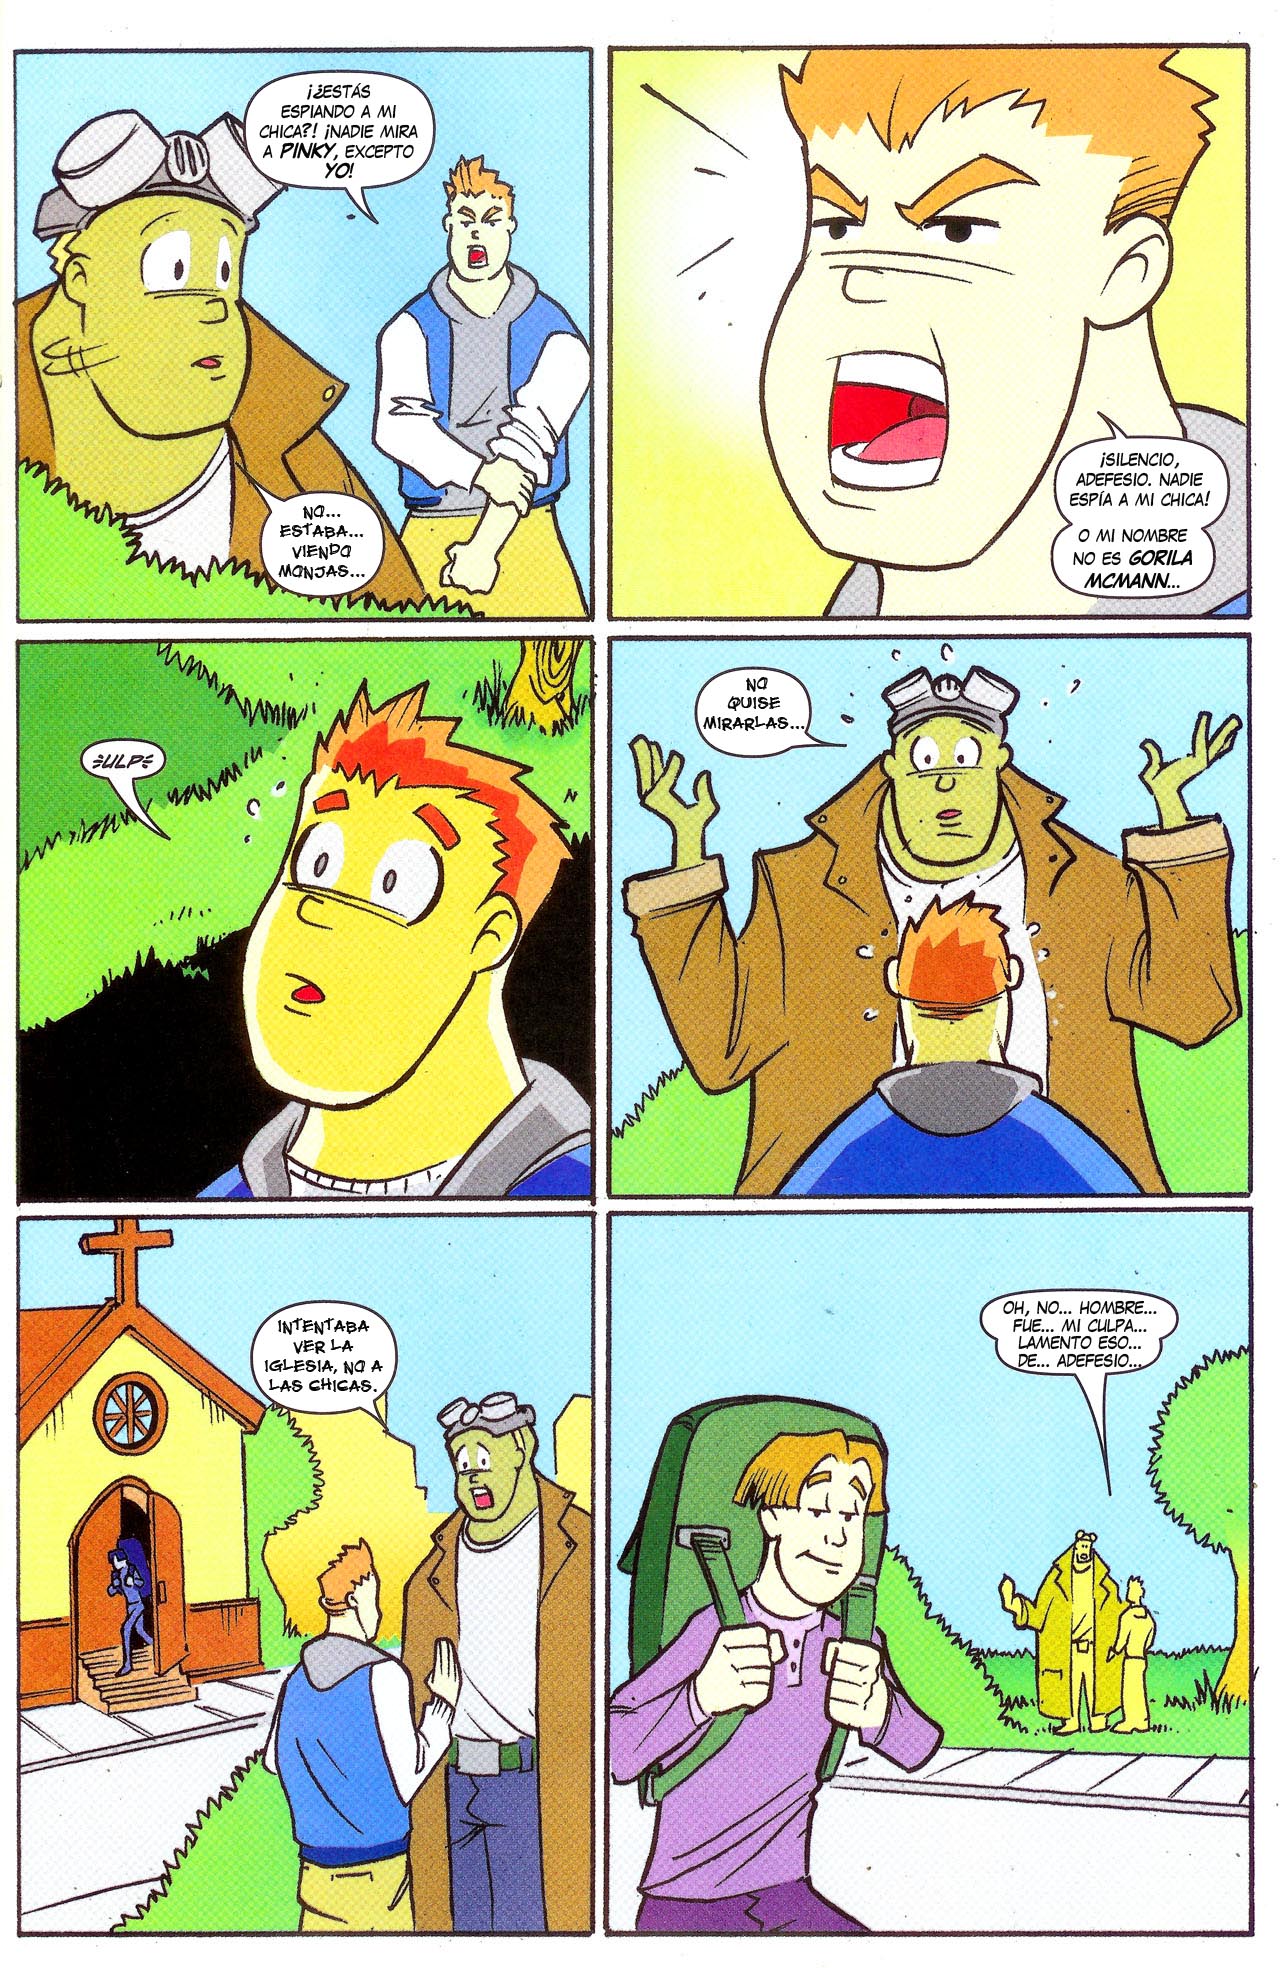 ¡¿ESTÁS
ESPIANDO A MI
CHICA?! ¡NADIE MIRA
A PINKY, EXCEPTO
YO!
NO...
ESTABA...
VIENDO
MONJAS...
¡SILENCIO,
ADEFESIO. NADIE
ESPÍA A MI CHICA!
O MI NOMBRE
NO ES GORILA
MCMANN...
ULP
NO
QUISE
MIRARLAS...
INTENTABA
VER LA
IGLESIA, NO A
LAS CHICAS.
OH, NO... HOMBRE...
FUE... MI CULPA...
LAMENTO ESO...
DE... ADEFESIO...